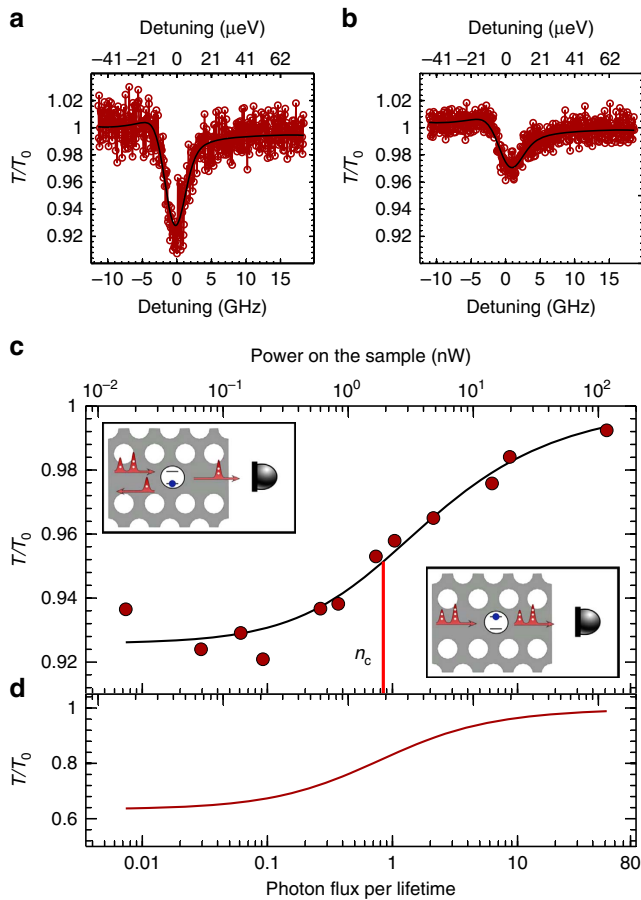 a
b
Detuning (μeV)
Detuning (μeV)
−41 −21 0 21 41 62
−41 −21 0 21 41 62
1.02
1
0.98
0.96
0.94
0.92
T/T0
−10 −5 0 5 10 15
Detuning (GHz)
1.02
1
0.98
0.96
0.94
0.92
T/T0
−10 −5 0 5 10 15
Detuning (GHz)
c
Power on the sample (nW)
10−2 10−1 100 101 102
1
0.98
0.96
0.94
0.92
T/T0
nc
d
1
0.8
0.6
T/T0
0.01 0.1 1 10 80
Photon flux per lifetime